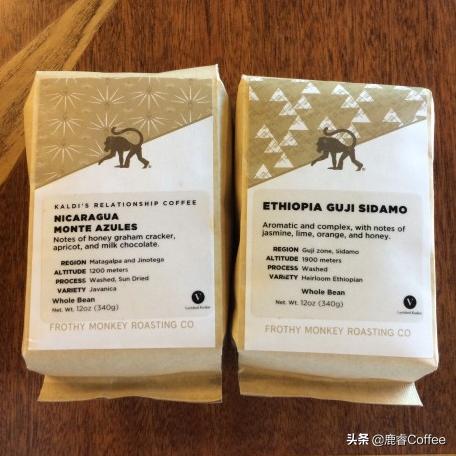 KALDI'S RELATIONSHIP COFFEE
NICARAGUA
MONTE AZULES
Notes of honey graham cracker,
apricot, and milk chocolate.
REGION Matagalpa and Jinotega
ALTITUDE 1200 meters
PROCESS Washed, Sun Dried
VARIETY Javanica
Whole Bean
Net. Wt. 12oz (340g)
V
Certified Kosher
FROTHY MONKEY ROASTING CO
ETHIOPIA GUJI SIDAMO
Aromatic and complex, with notes of
jasmine, lime, orange, and honey.
REGION Guji zone, Sidamo
ALTITUDE 1900 meters
PROCESS Washed
VARIETY Heirloom Ethiopian
Whole Bean
Net. Wt. 12oz (340g)
V
Certified Kosher
FROTHY MONKEY ROASTING CO
头条 @鹿睿Coffee